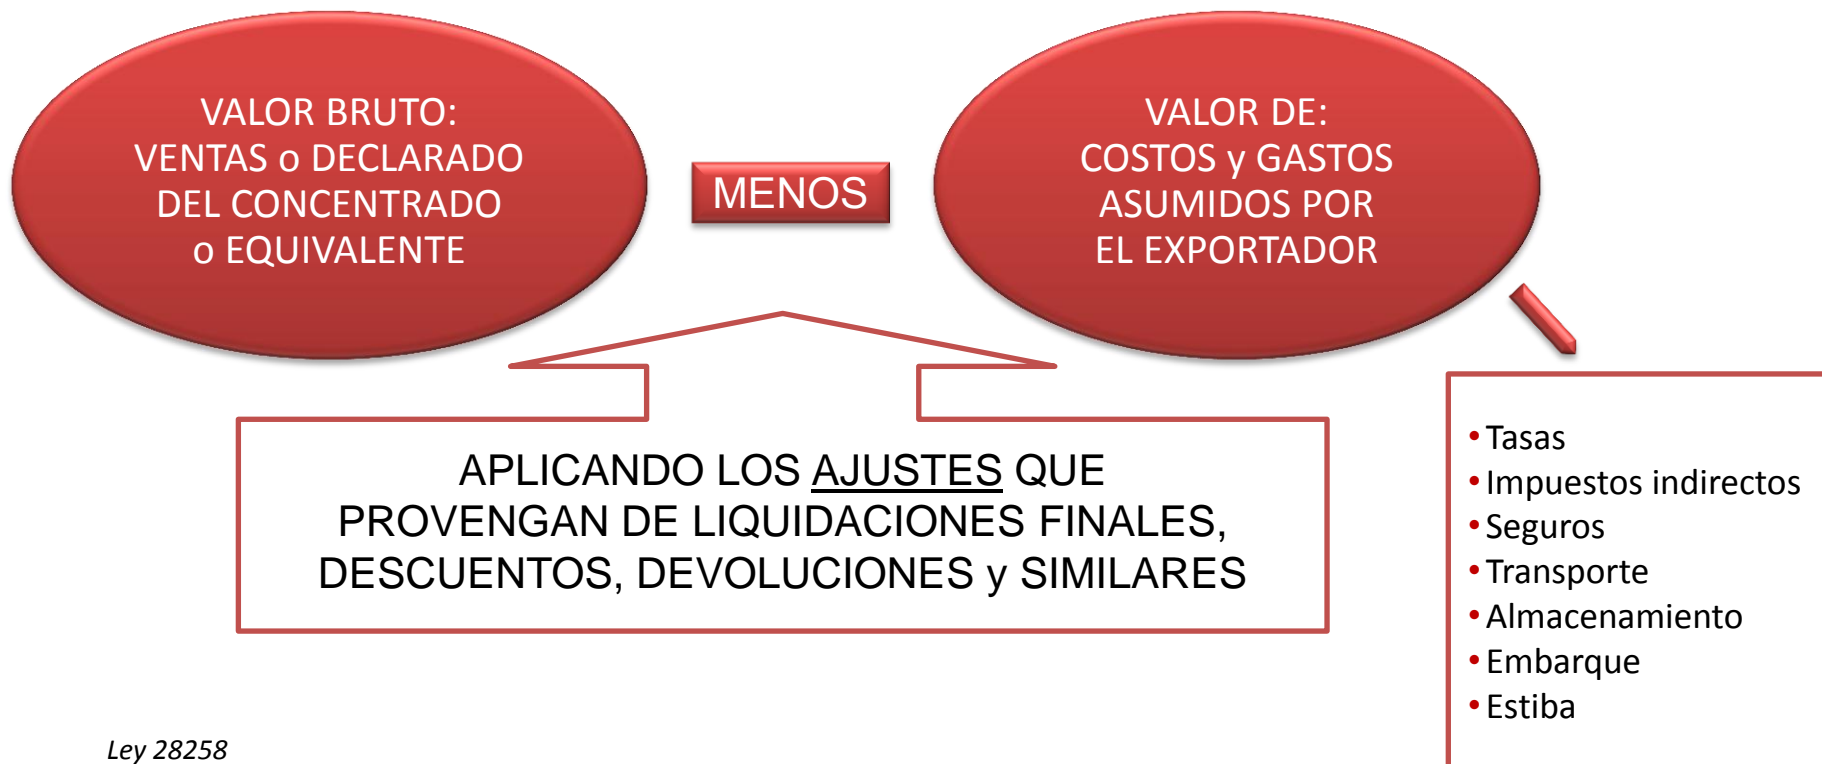 VALOR BRUTO:
VENTAS o DECLARADO
DEL CONCENTRADO
o EQUIVALENTE
MENOS
VALOR DE:
COSTOS y GASTOS
ASUMIDOS POR
EL EXPORTADOR
APLICANDO LOS AJUSTES QUE
PROVENGAN DE LIQUIDACIONES FINALES,
DESCUENTOS, DEVOLUCIONES y SIMILARES
• Tasas
• Impuestos indirectos
• Seguros
• Transporte
• Almacenamiento
• Embarque
• Estiba
Ley 28258